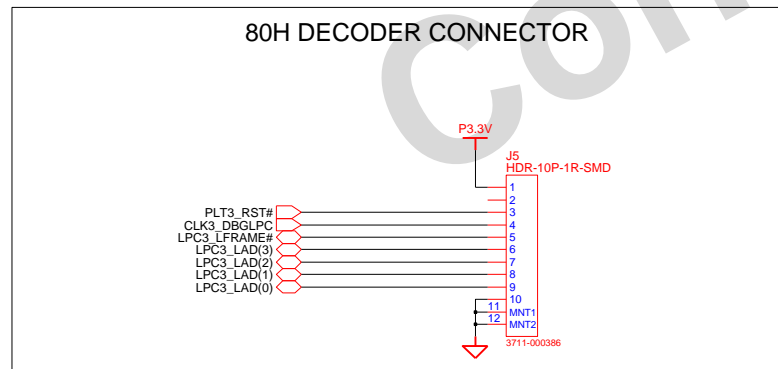 80H DECODER CONNECTOR
Con
P3.3V
J5
HDR-10P-1R-SMD
1
2
PLT3_RST# 3
CLK3_DBGLPC 4
LPC3_LFRAME# 5
LPC3_LAD(3) 6
LPC3_LAD(2) 7
LPC3_LAD(1) 8
LPC3_LAD(0) 9
10
11 MNT1
12 MNT2
3711-000386